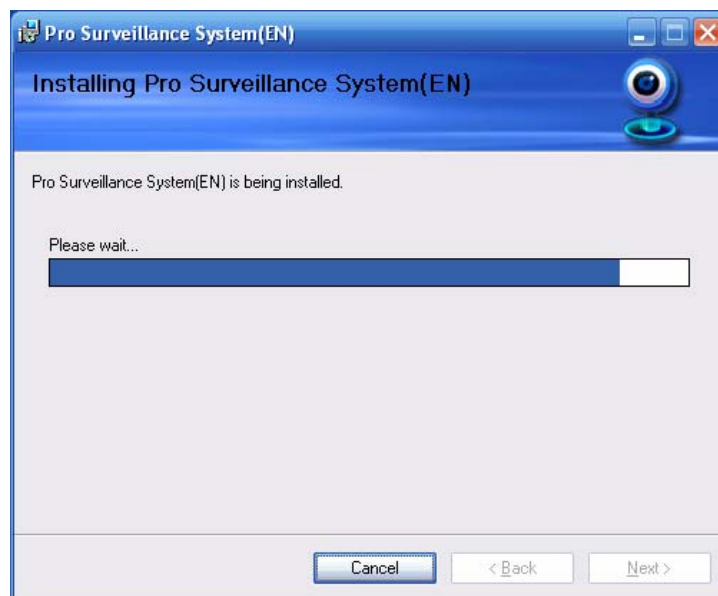 Pro Surveillance System(EN)
Installing Pro Surveillance System(EN)
Pro Surveillance System(EN) is being installed.
Please wait...
Cancel
< Back
Next >